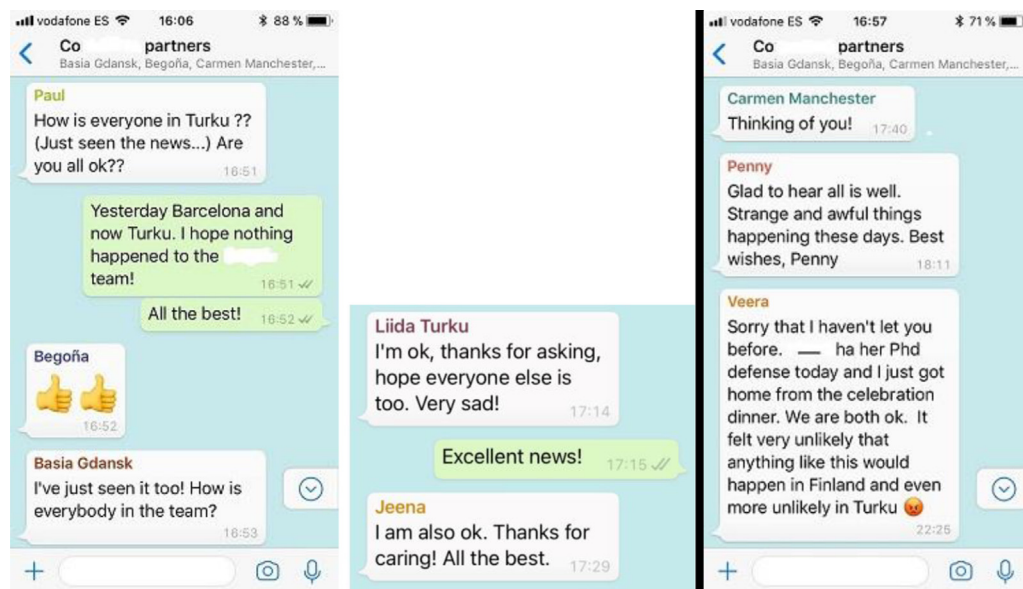 vodafone ES 16:06 88 %
Co partners
Basia Gdansk, Begoña, Carmen Manchester,...
Paul
How is everyone in Turku ??
(Just seen the news...) Are
you all ok??
16:51
Yesterday Barcelona and
now Turku. I hope nothing
happened to the
team!
16:51
All the best!
16:52
Begoña
👍👍
16:52
Basia Gdansk
I've just seen it too! How is
everybody in the team?
16:53
Liida Turku
I'm ok, thanks for asking,
hope everyone else is
too. Very sad!
17:14
Excellent news!
17:15
Jeena
I am also ok. Thanks for
caring! All the best.
17:29
vodafone ES 16:57 71 %
Co partners
Basia Gdansk, Begoña, Carmen Manchester,...
Carmen Manchester
Thinking of you!
17:40
Penny
Glad to hear all is well.
Strange and awful things
happening these days. Best
wishes, Penny
18:11
Veera
Sorry that I haven't let you
before. ha her Phd
defense today and I just got
home from the celebration
dinner. We are both ok. It
felt very unlikely that
anything like this would
happen in Finland and even
more unlikely in Turku 😡
22:25